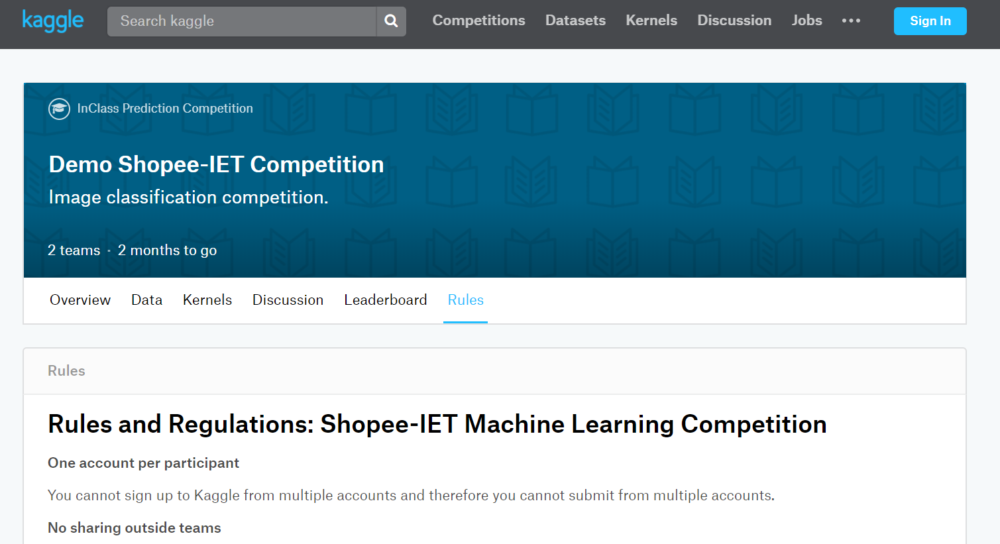 kaggle
Search kaggle
Competitions Datasets Kernels Discussion Jobs ••• Sign In
InClass Prediction Competition
Demo Shopee-IET Competition
Image classification competition.
2 teams · 2 months to go
Overview Data Kernels Discussion Leaderboard Rules
Rules
Rules and Regulations: Shopee-IET Machine Learning Competition
One account per participant
You cannot sign up to Kaggle from multiple accounts and therefore you cannot submit from multiple accounts.
No sharing outside teams